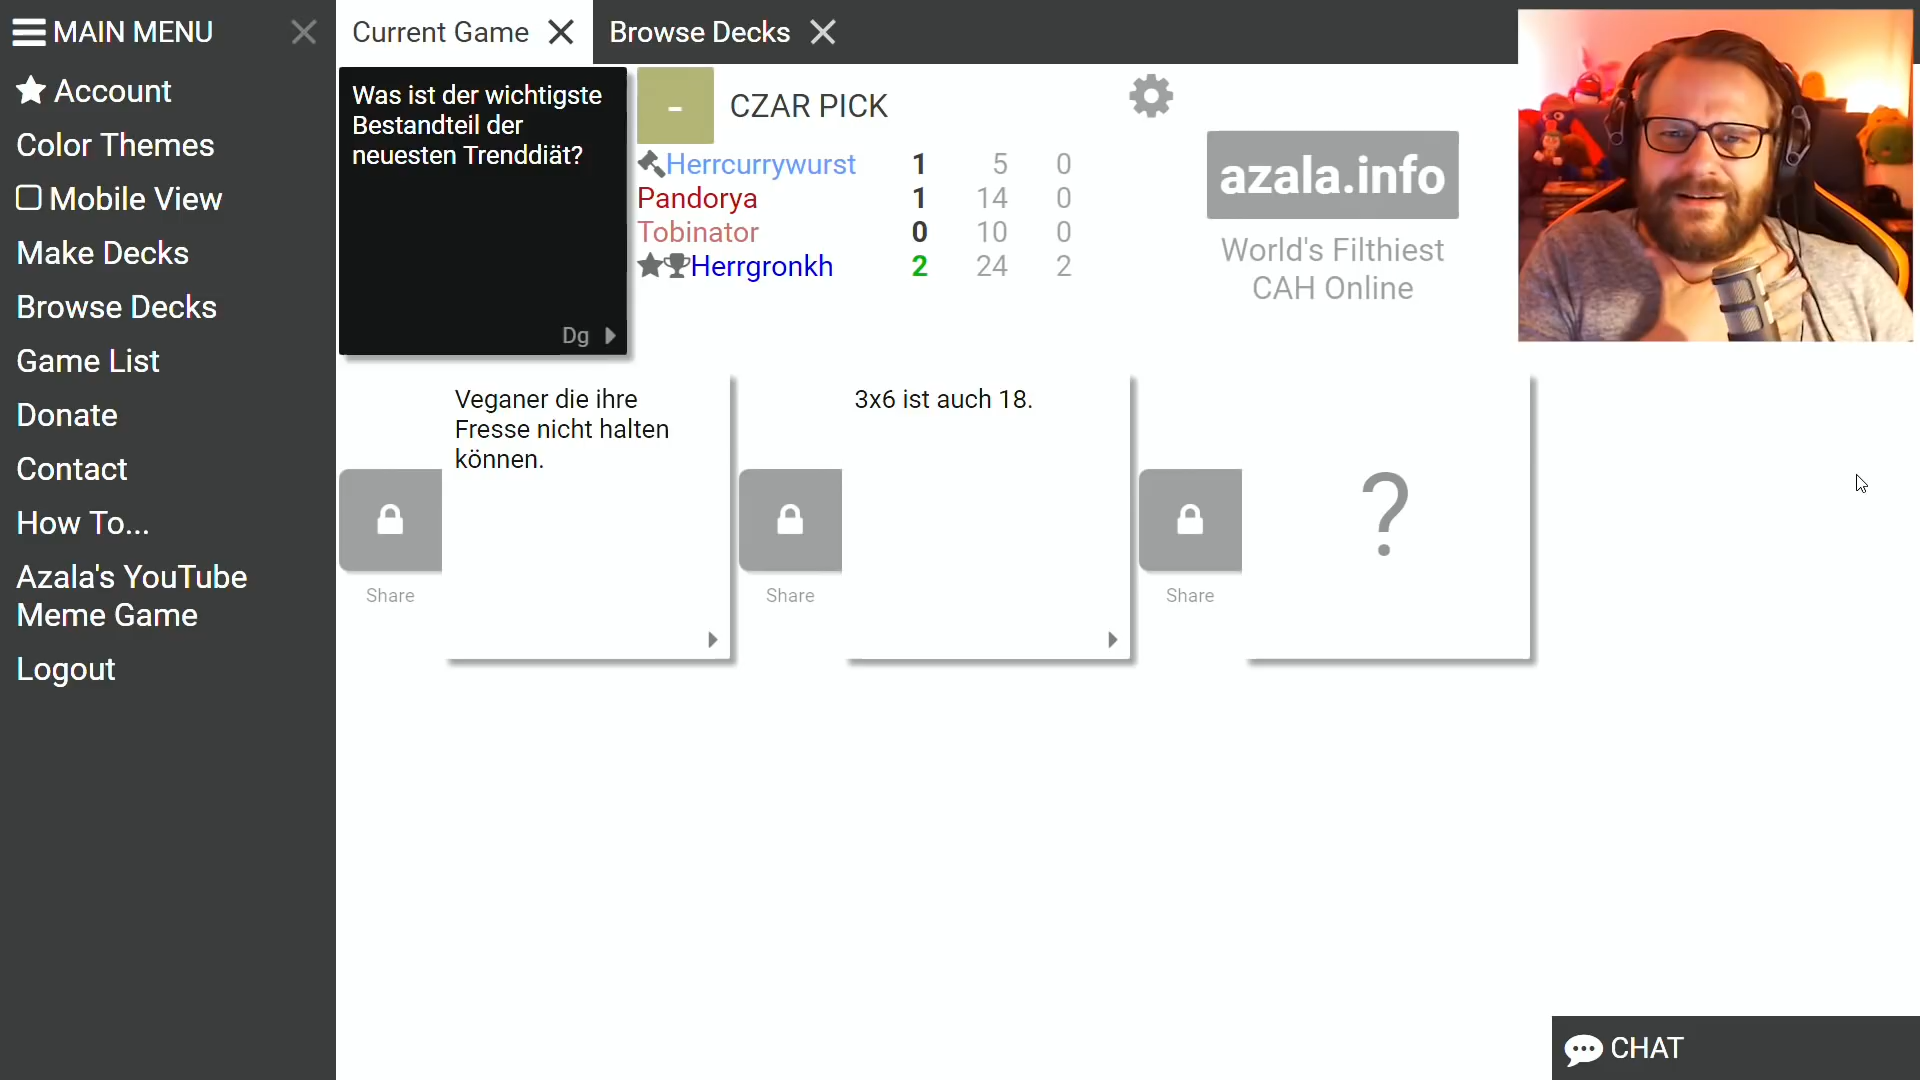 MAIN MENU
Account
Color Themes
Mobile View
Make Decks
Browse Decks
Game List
Donate
Contact
How To...
Azala's YouTube
Meme Game
Logout
Current Game
Browse Decks
Was ist der wichtigste
Bestandteil der
neuesten Trenddiät?
Dg
-
CZAR PICK
Herrcurrywurst 1 5 0
Pandorya 1 14 0
Tobinator 0 10 0
Herrgronkh 2 24 2
azala.info
World's Filthiest
CAH Online
Veganer die ihre
Fresse nicht halten
können.
Share
3x6 ist auch 18.
Share
?
Share
CHAT